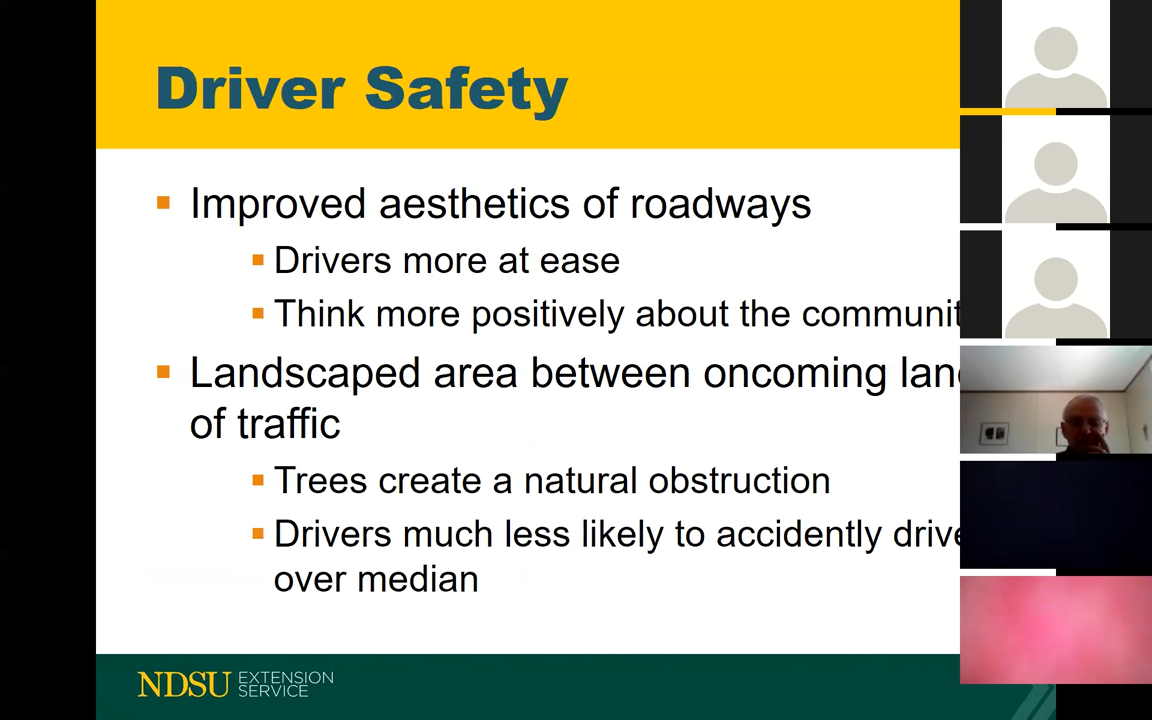 Driver Safety
Improved aesthetics of roadways
Drivers more at ease
Think more positively about the communit
Landscaped area between oncoming lan
of traffic
Trees create a natural obstruction
Drivers much less likely to accidently drive
over median
NDSU EXTENSION
SERVICE